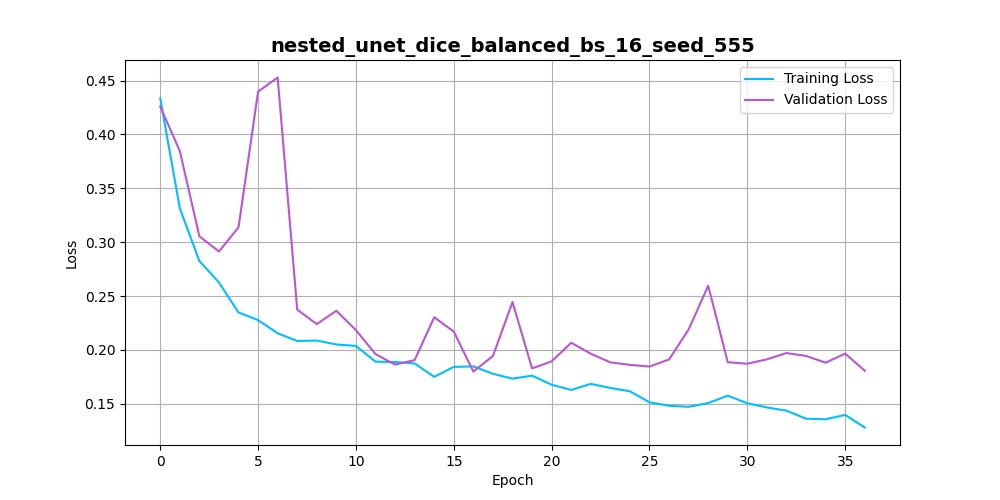 nested_unet_dice_balanced_bs_16_seed_555
Training Loss
Validation Loss
0.45
0.40
0.35
0.30
0.25
0.20
0.15
Loss
0 5 10 15 20 25 30 35
Epoch